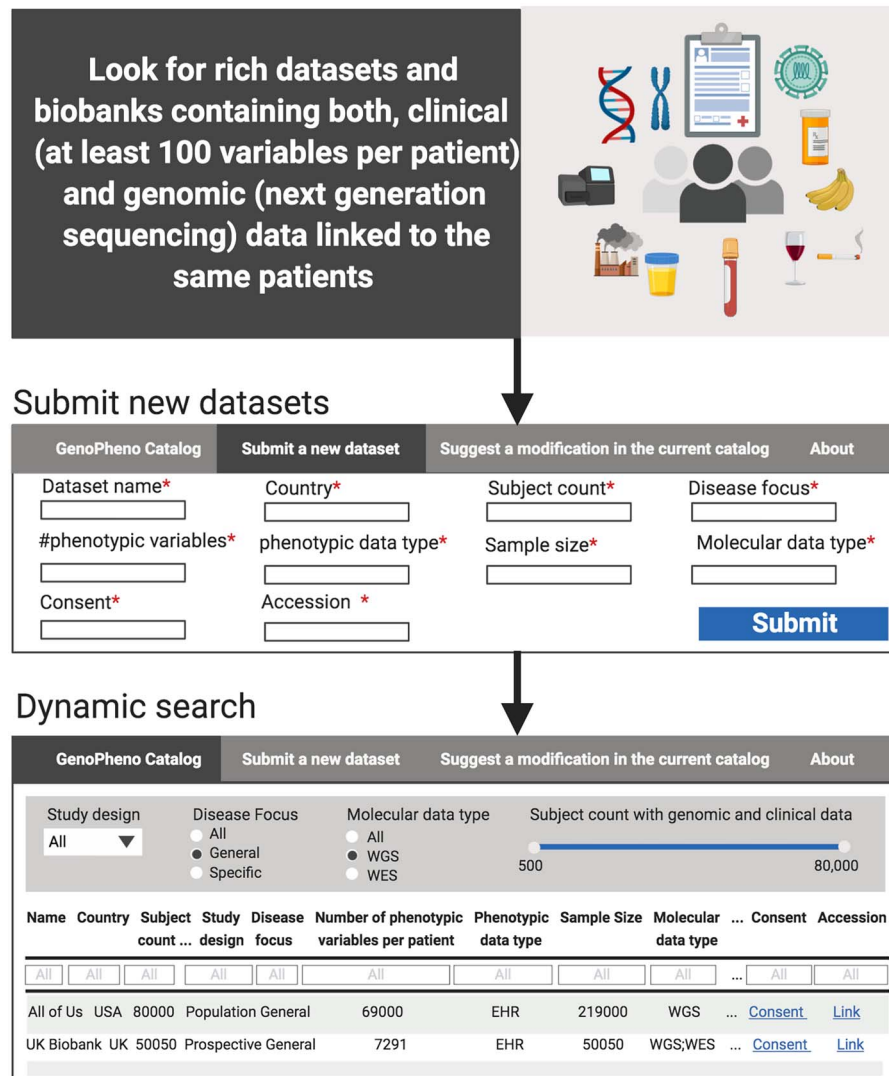 Look for rich datasets and
biobanks containing both, clinical
(at least 100 variables per patient)
and genomic (next generation
sequencing) data linked to the
same patients
Submit new datasets
GenoPheno Catalog Submit a new dataset Suggest a modification in the current catalog About
Dataset name* Country* Subject count* Disease focus*
#phenotypic variables* phenotypic data type* Sample size* Molecular data type*
Consent* Accession *
Submit
Dynamic search
GenoPheno Catalog Submit a new dataset Suggest a modification in the current catalog About
Study design Disease Focus Molecular data type Subject count with genomic and clinical data
All All All
General WGS
Specific WES
500 80,000
Name Country Subject Study Disease Number of phenotypic Phenotypic Sample Size Molecular ... Consent Accession
count ... design focus variables per patient data type data type
All All All All All All All All All ... All All
All of Us USA 80000 Population General 69000 EHR 219000 WGS ... Consent Link
UK Biobank UK 50050 Prospective General 7291 EHR 50050 WGS;WES ... Consent Link